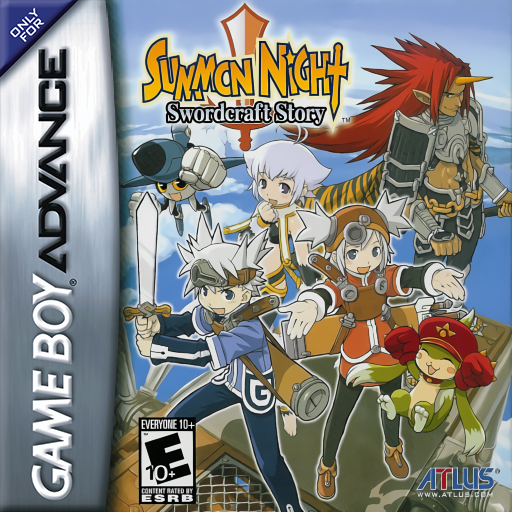 ONLY
FOR
GAME BOY ADVANCE
SUMMON NIGHT
Swordcraft Story
TM
G
EVERYONE 10+
E
10+
CONTENT RATED BY
ESRB
ATLUS
WWW.ATLUS.COM